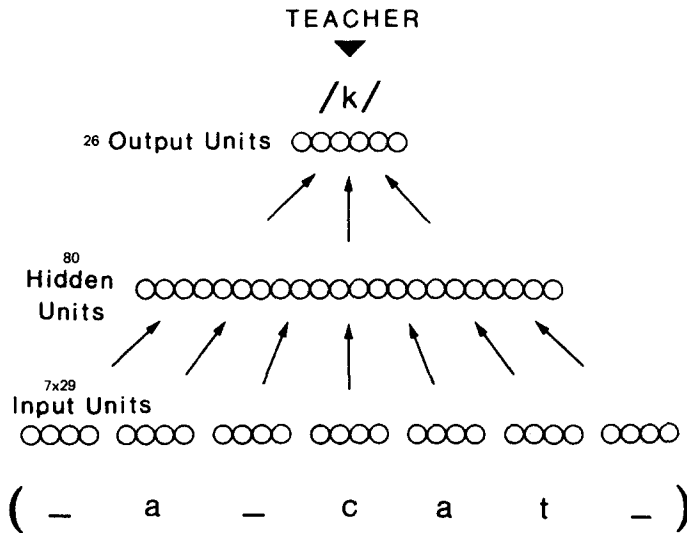 TEACHER
/k/
26 Output Units
80
Hidden
Units
7x29
Input Units
( _ a _ c a t _ )